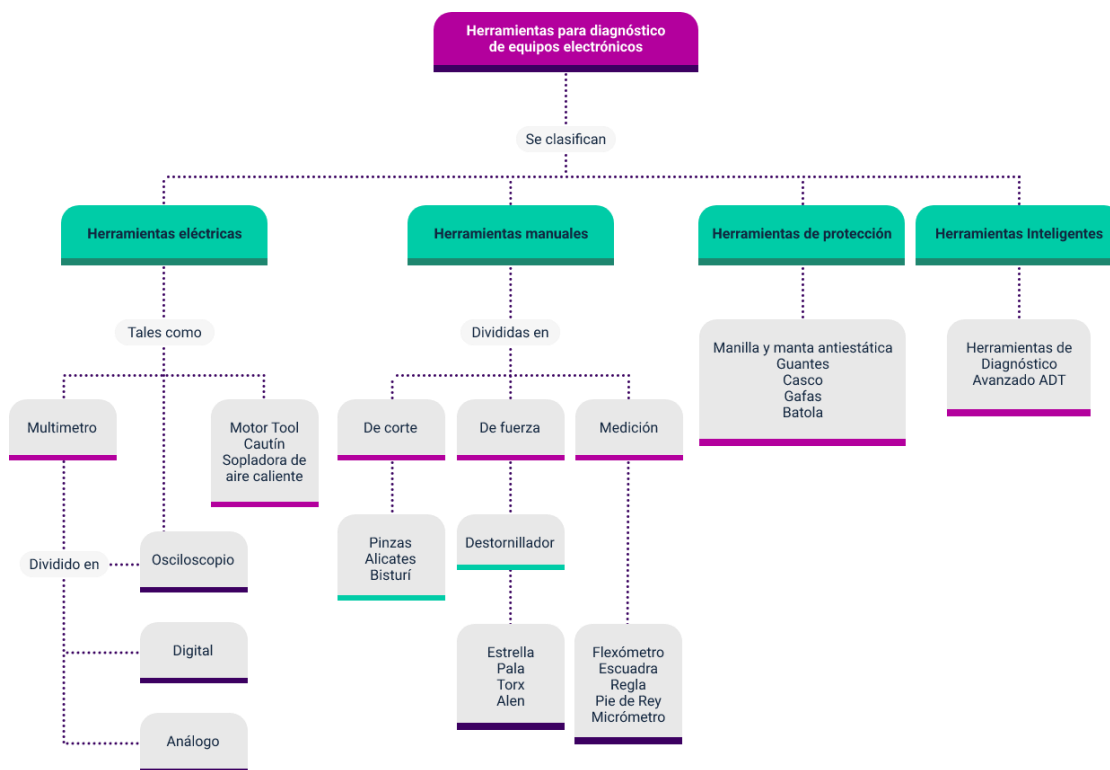 Herramientas para diagnóstico
de equipos electrónicos
Se clasifican
Herramientas eléctricas
Herramientas manuales
Herramientas de protección
Herramientas Inteligentes
Tales como
Divididas en
Manilla y manta antiestática
Guantes
Casco
Gafas
Batola
Herramientas de
Diagnóstico
Avanzado ADT
Multimetro
Motor Tool
Cautín
Sopladora de
aire caliente
De corte
De fuerza
Medición
Dividido en
Osciloscopio
Pinzas
Alicates
Bisturí
Destornillador
Digital
Análogo
Estrella
Pala
Torx
Alen
Flexómetro
Escuadra
Regla
Pie de Rey
Micrómetro